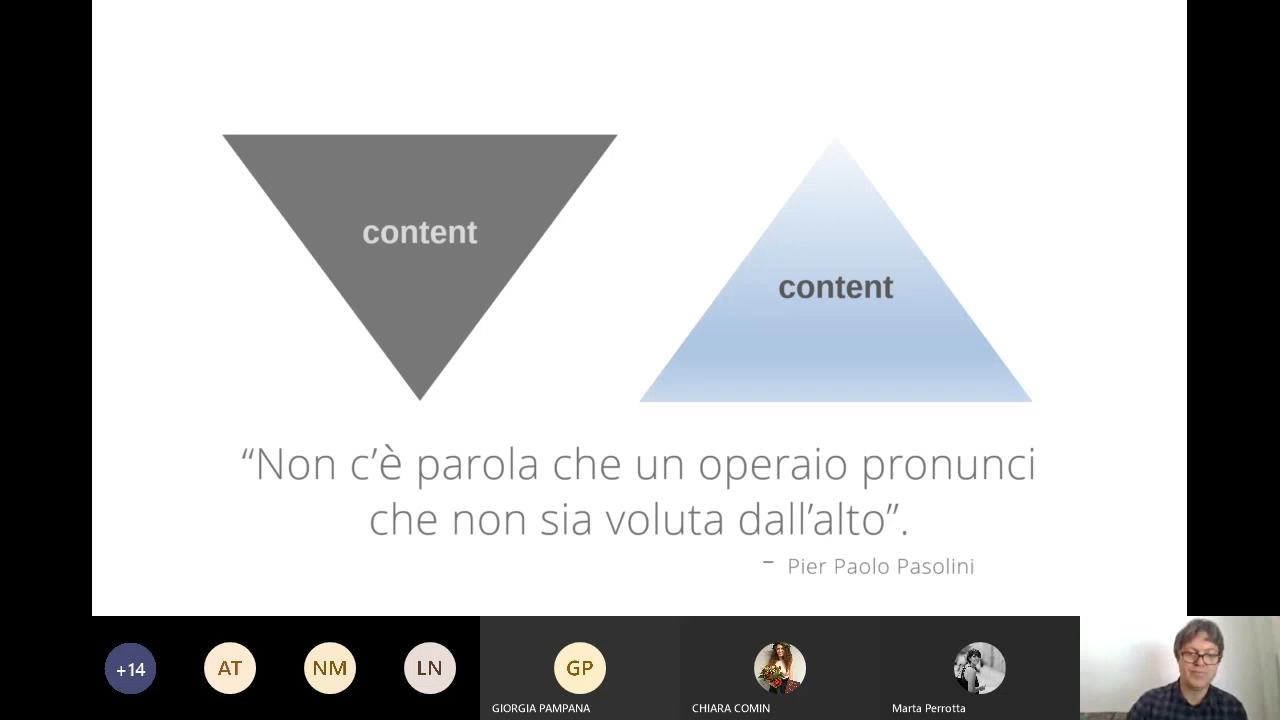 content
content
“Non c’è parola che un operaio pronunci
che non sia voluta dall’alto”.
– Pier Paolo Pasolini
+14
AT
NM
LN
GP
GIORGIA PAMPANA
CHIARA COMIN
Marta Perrotta